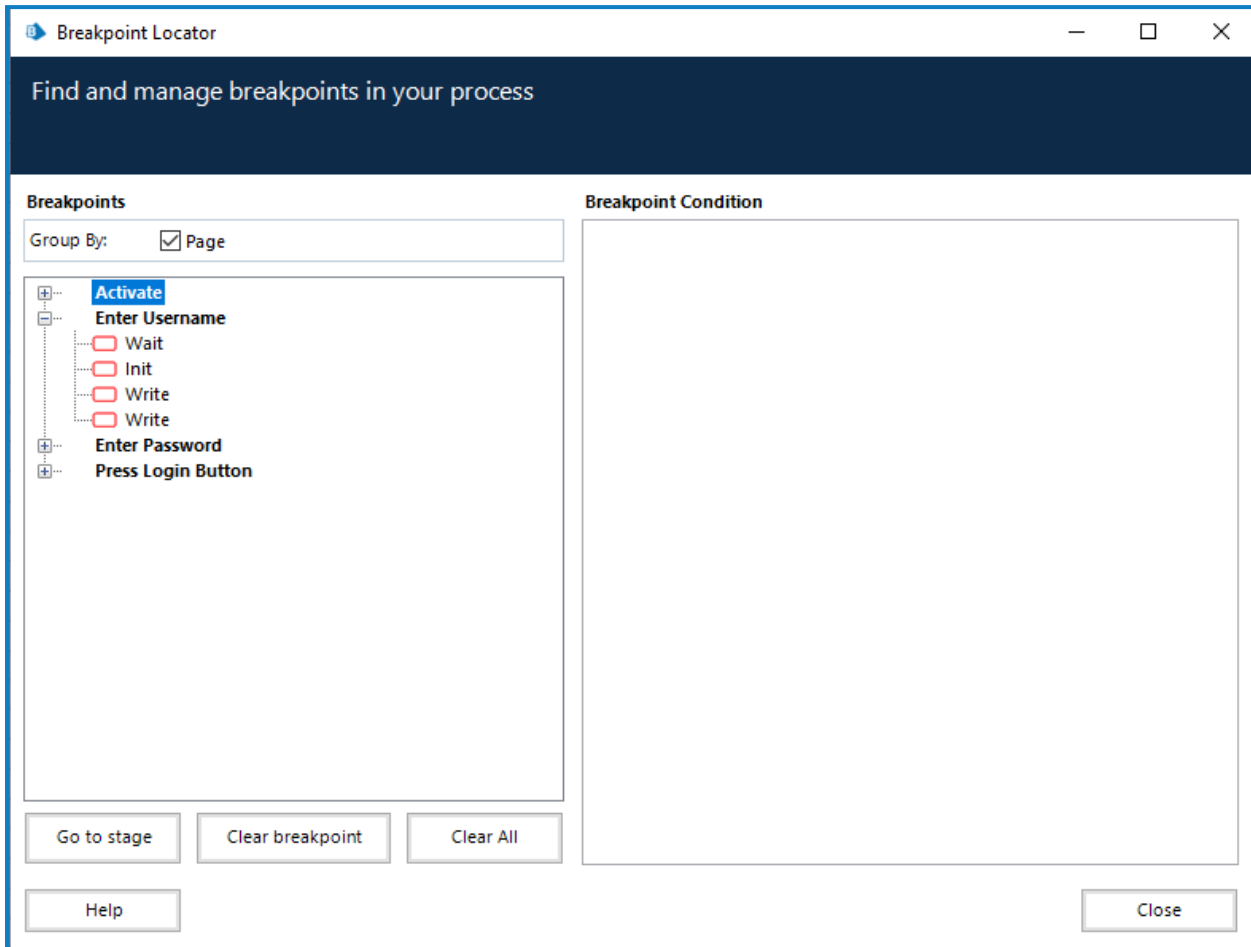 Breakpoint Locator
Find and manage breakpoints in your process
Breakpoints
Group By: Page
Activate
Enter Username
Wait
Init
Write
Write
Enter Password
Press Login Button
Go to stage Clear breakpoint Clear All
Help
Breakpoint Condition
Close